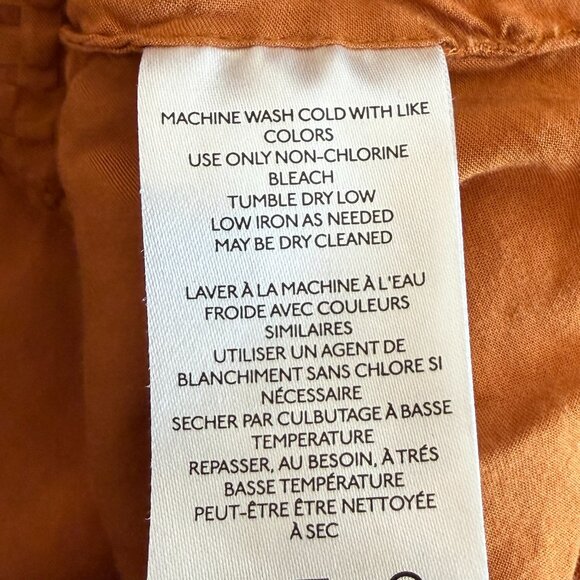 MACHINE WASH COLD WITH LIKE
COLORS
USE ONLY NON-CHLORINE
BLEACH
TUMBLE DRY LOW
LOW IRON AS NEEDED
MAY BE DRY CLEANED
LAVER À LA MACHINE À L'EAU
FROIDE AVEC COULEURS
SIMILAIRES
UTILISER UN AGENT DE
BLANCHIMENT SANS CHLORE SI
NÉCESSAIRE
SECHER PAR CULBUTAGE À BASSE
TEMPERATURE
REPASSER, AU BESOIN, À TRÉS
BASSE TEMPÉRATURE
PEUT-ÊTRE ÊTRE NETTOYÉE
À SEC